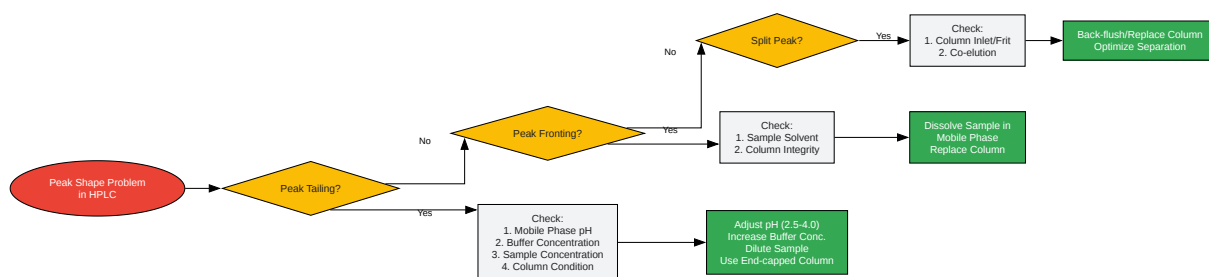 Peak Shape Problem
in HPLC
Peak Tailing?
No
Yes
Peak Fronting?
No
Yes
Split Peak?
Yes
Check:
1. Column Inlet/Frit
2. Co-elution
Back-flush/Replace Column
Optimize Separation
Check:
1. Sample Solvent
2. Column Integrity
Dissolve Sample in
Mobile Phase
Replace Column
Check:
1. Mobile Phase pH
2. Buffer Concentration
3. Sample Concentration
4. Column Condition
Adjust pH (2.5-4.0)
Increase Buffer Conc.
Dilute Sample
Use End-capped Column